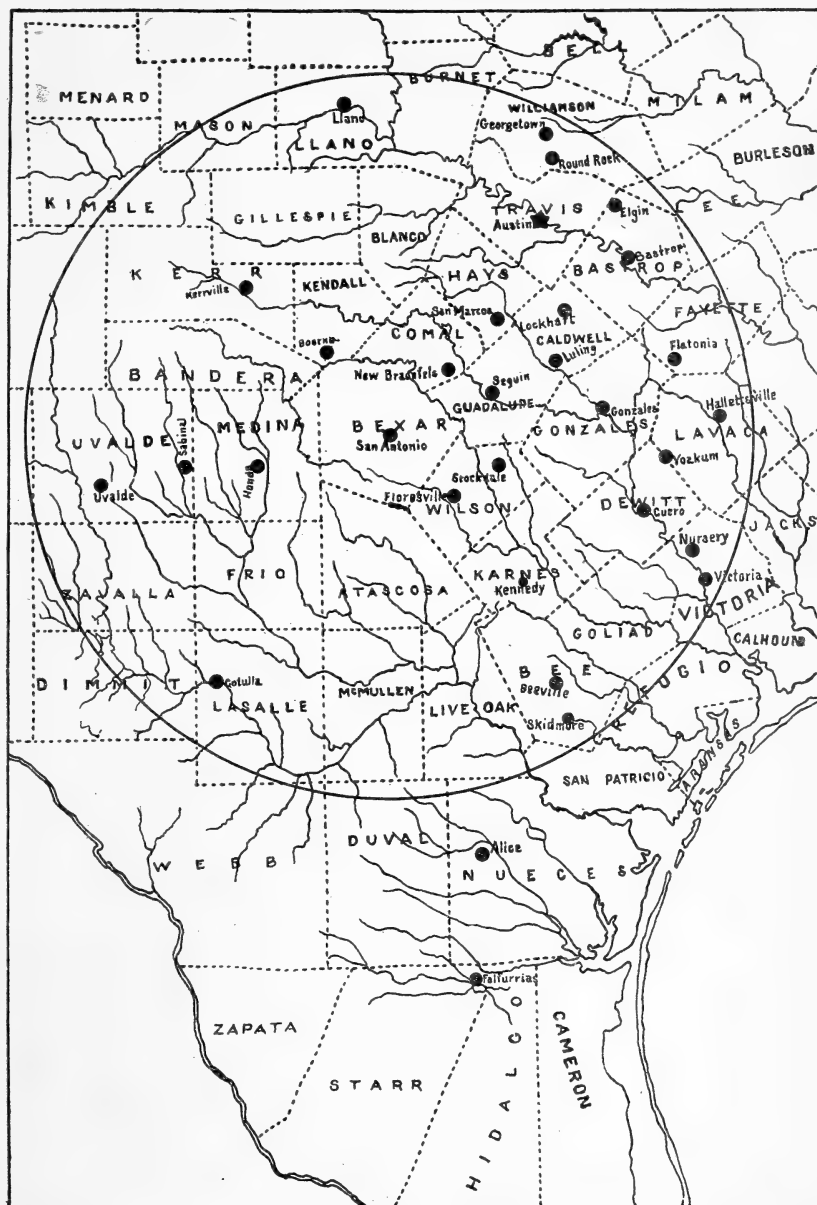 BELL
BURNET
MENARD
WILLIAMSON
MILAM
Llano
MASON
Georgetown
LLANO
BURLESON
Round Rock
KIMBLE
LEE
GILLESPIE
TRAVIS
Elgin
Austin
BLANCO
Bastrop
KERR
HAYS
BASTROP
KENDALL
Kerrville
FAYETTE
San Marcos
Lockhart
COMAL
CALDWELL
Boerne
Luling
Flatonia
BANDERA
New Braunfels
Seguin
GUADALUPE
Gonzales
Hallettsville
MEDINA
BEXAR
GONZALES
LAVACA
UVALDE
Sabinal
San Antonio
Hondo
Stockdale
Yoakum
Uvalde
Floresville
WILSON
DEWITT
Cuero
JACKS
Nursery
FRIO
KARNES
Kennedy
Victoria
ZAVALLA
ATASCOSA
VICTORIA
GOLIAD
CALHOUN
DIMMIT
Cotulla
BEE
REFUGIO
Beeville
McMULLEN
LASALLE
LIVE OAK
Skidmore
ARANSAS
SAN PATRICIO
DUVAL
Alice
WEBB
NUECES
Falfurrias
ZAPATA
CAMERON
STARR
HIDALGO